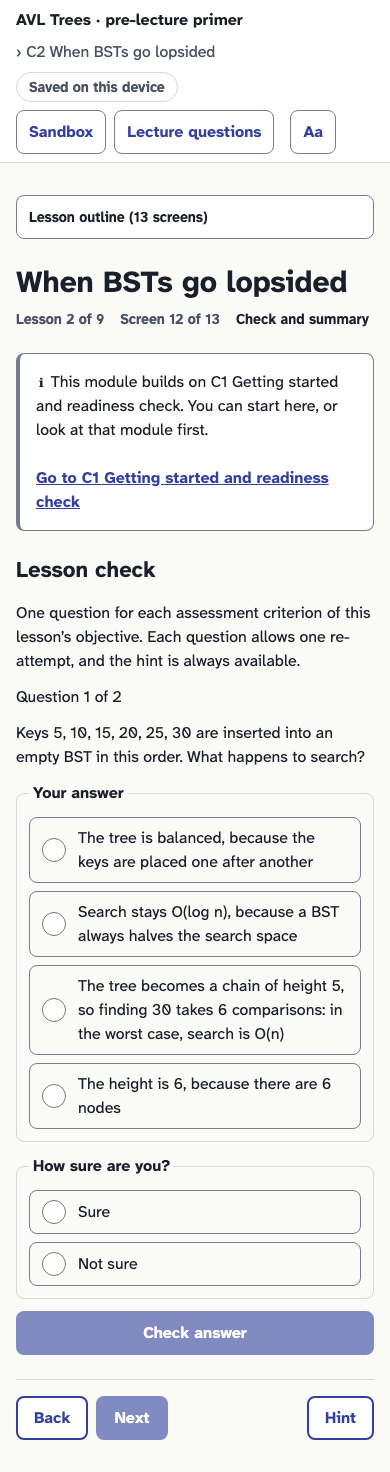 AVL Trees · pre-lecture primer
› C2 When BSTs go lopsided
Saved on this device
Sandbox
Lecture questions
Aa
Lesson outline (13 screens)
When BSTs go lopsided
Lesson 2 of 9 Screen 12 of 13 Check and summary
ℹ This module builds on C1 Getting started
and readiness check. You can start here, or
look at that module first.
Go to C1 Getting started and readiness
check
Lesson check
One question for each assessment criterion of this
lesson’s objective. Each question allows one re-
attempt, and the hint is always available.
Question 1 of 2
Keys 5, 10, 15, 20, 25, 30 are inserted into an
empty BST in this order. What happens to search?
Your answer
The tree is balanced, because the
keys are placed one after another
Search stays O(log n), because a BST
always halves the search space
The tree becomes a chain of height 5,
so finding 30 takes 6 comparisons: in
the worst case, search is O(n)
The height is 6, because there are 6
nodes
How sure are you?
Sure
Not sure
Check answer
Back
Next
Hint